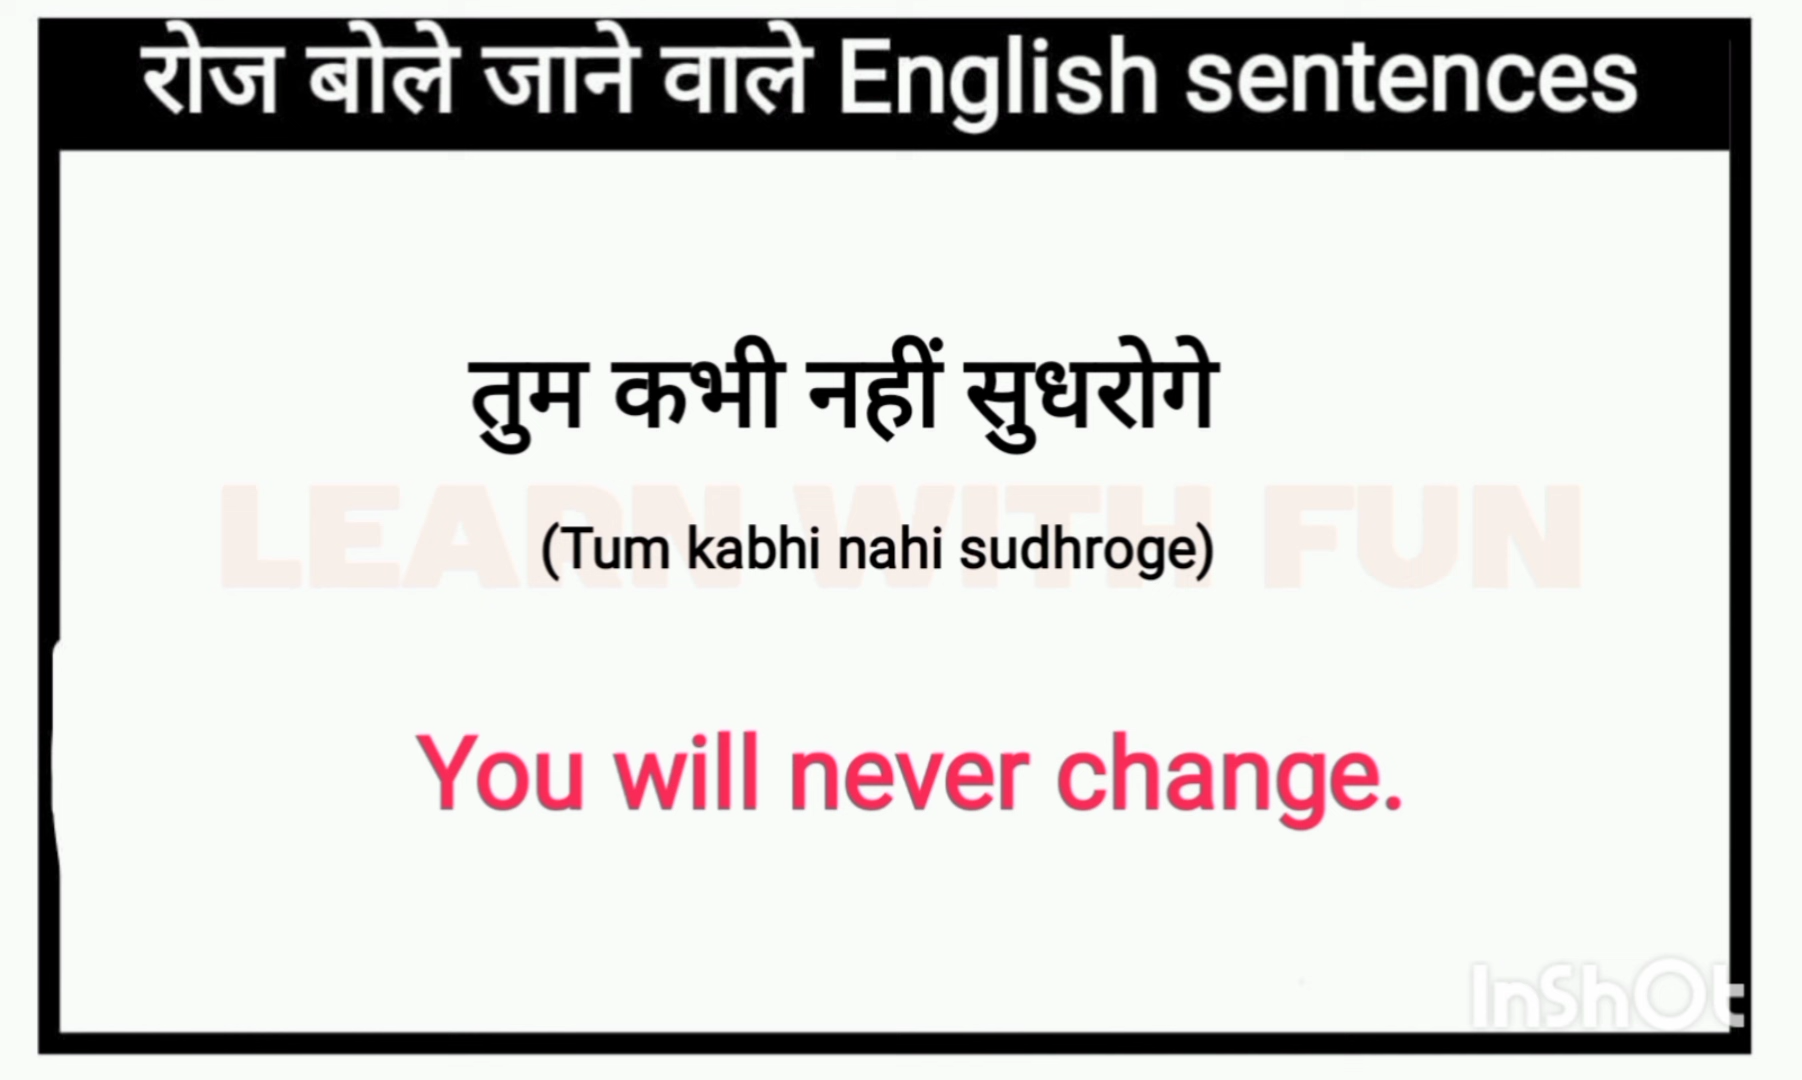 रोज बोले जाने वाले English sentences
तुम कभी नहीं सुधरोगे
LEARN WITH FUN
(Tum kabhi nahi sudhroge)
You will never change.
InShOt